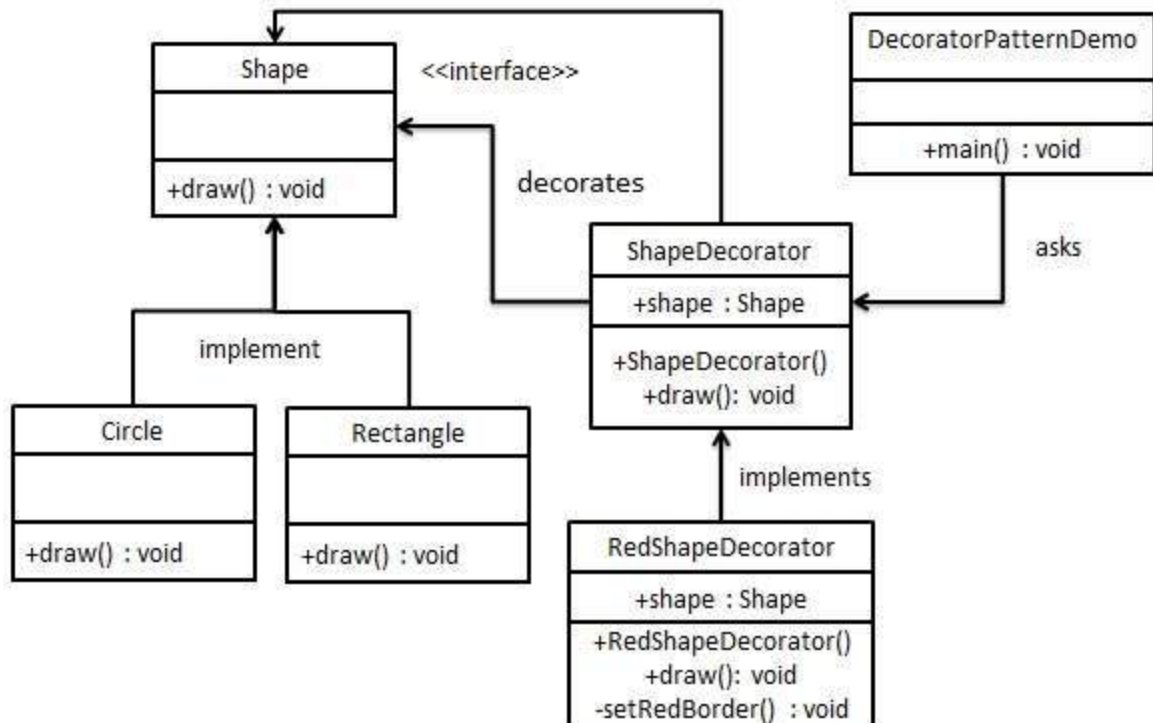 Shape
<<interface>>
+draw() : void
decorates
DecoratorPatternDemo
+main() : void
asks
ShapeDecorator
+shape : Shape
+ShapeDecorator()
+draw(): void
implement
Circle
+draw() : void
Rectangle
+draw() : void
implements
RedShapeDecorator
+shape : Shape
+RedShapeDecorator()
+draw(): void
-setRedBorder() : void